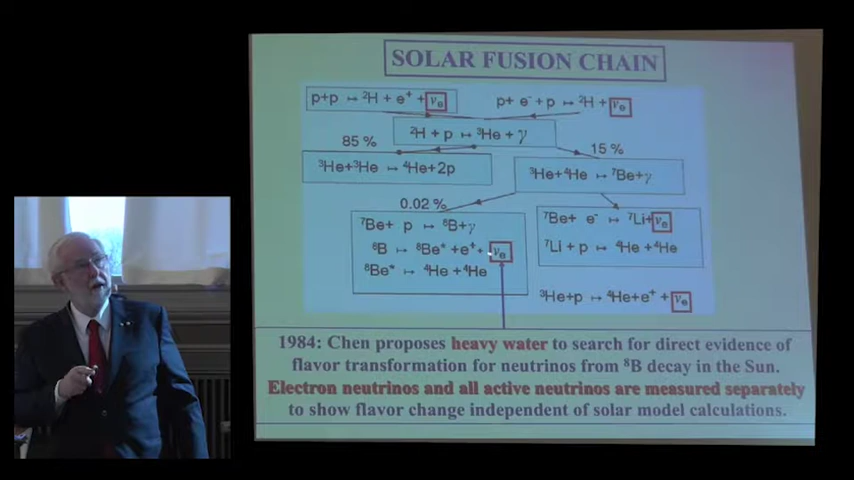 SOLAR FUSION CHAIN
p+p ↦ ²H + e⁺ + νₑ
p+ e⁻ + p ↦ ²H + νₑ
²H + p ↦ ³He + γ
85 %
15 %
³He+³He ↦ ⁴He+2p
³He+⁴He ↦ ⁷Be+γ
0.02 %
⁷Be+ p ↦ ⁸B+γ
⁸B ↦ ⁸Be* +e⁺+ νₑ
⁸Be* ↦ ⁴He +⁴He
⁷Be+ e⁻ ↦ ⁷Li+νₑ
⁷Li + p ↦ ⁴He +⁴He
³He+p ↦ ⁴He+e⁺ + νₑ
1984: Chen proposes heavy water to search for direct evidence of
flavor transformation for neutrinos from ⁸B decay in the Sun.
Electron neutrinos and all active neutrinos are measured separately
to show flavor change independent of solar model calculations.